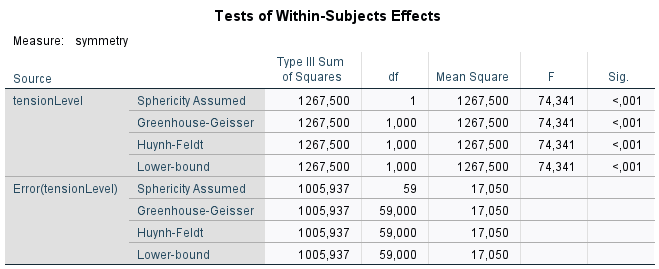 Tests of Within-Subjects Effects
Measure: symmetry
Source Type III Sum of Squares df Mean Square F Sig.
tensionLevel Sphericity Assumed 1267,500 1 1267,500 74,341 <,001
Greenhouse-Geisser 1267,500 1,000 1267,500 74,341 <,001
Huynh-Feldt 1267,500 1,000 1267,500 74,341 <,001
Lower-bound 1267,500 1,000 1267,500 74,341 <,001
Error(tensionLevel) Sphericity Assumed 1005,937 59 17,050
Greenhouse-Geisser 1005,937 59,000 17,050
Huynh-Feldt 1005,937 59,000 17,050
Lower-bound 1005,937 59,000 17,050